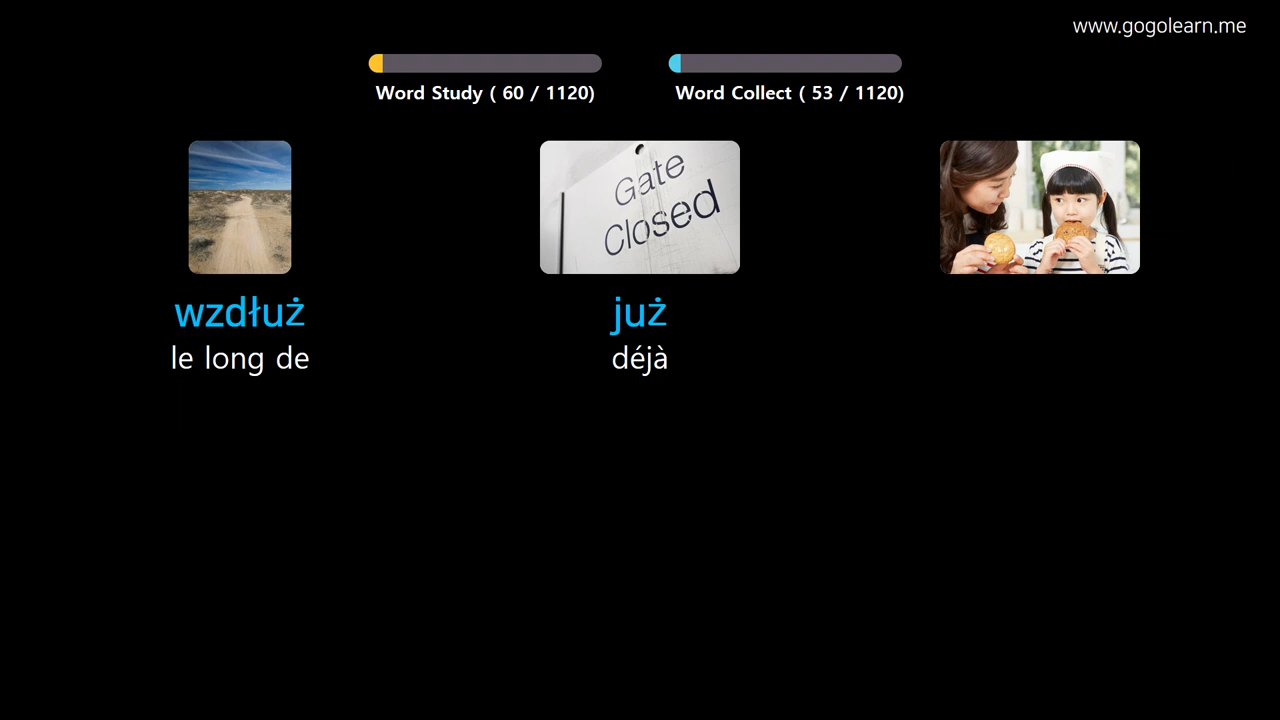 www.gogolearn.me
Word Study ( 60 / 1120)
Word Collect ( 53 / 1120)
Gate
Closed
wzdłuż
już
le long de
déjà